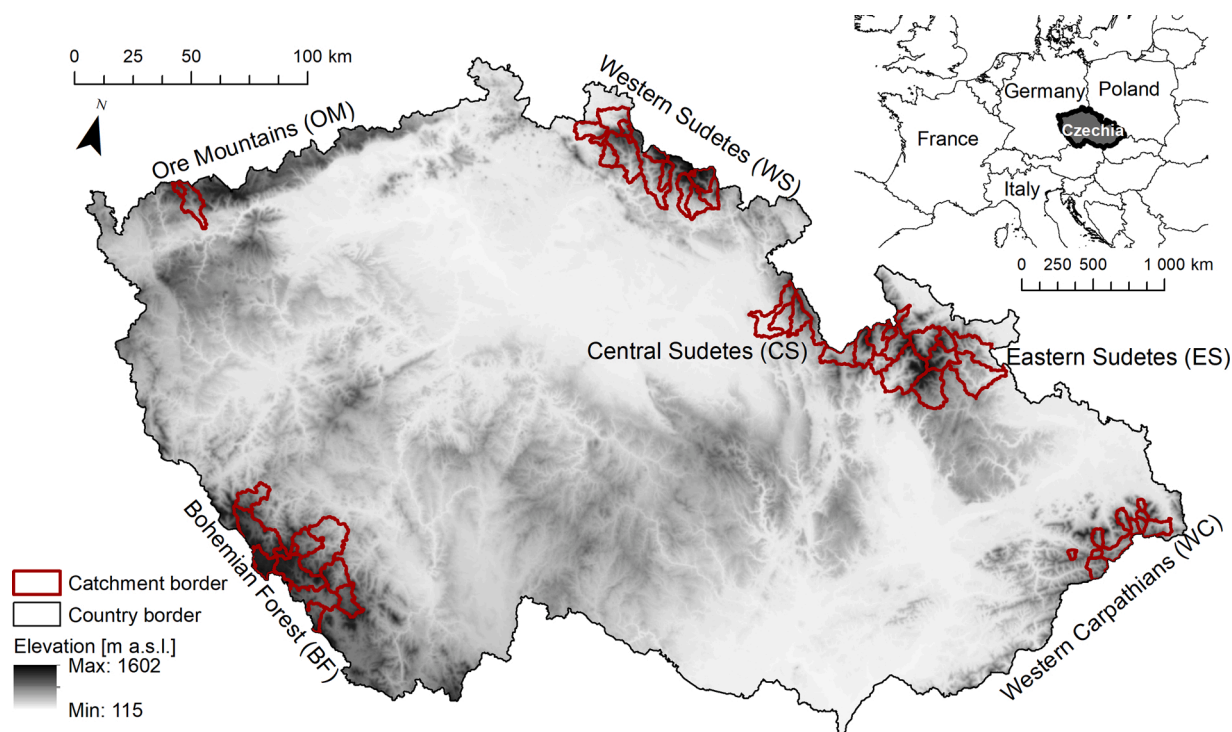 0 25 50 100 km
N
Western Sudetes (WS)
Ore Mountains (OM)
Germany
Poland
Czechia
France
Italy
0 250 500 1 000 km
Central Sudetes (CS)
Eastern Sudetes (ES)
Bohemian Forest (BF)
Western Carpathians (WC)
Catchment border
Country border
Elevation [m a.s.l.]
Max: 1602
Min: 115